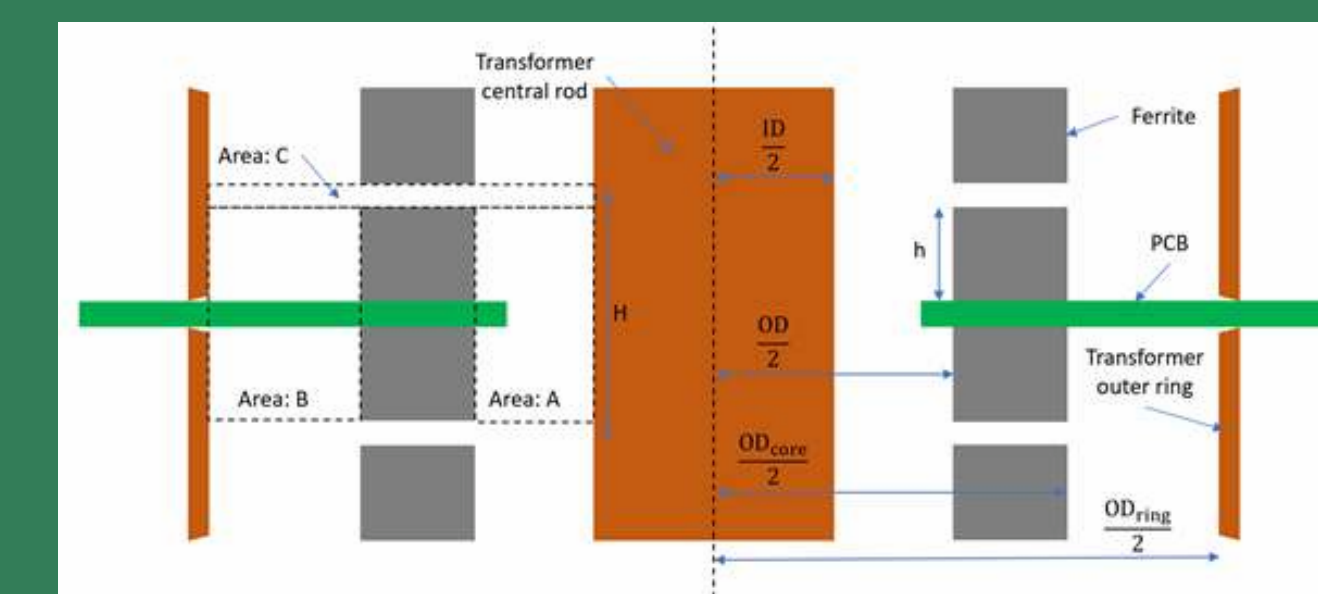 Transformer
central rod
Area: C
ID
2
Ferrite
h
PCB
H
OD
2
Transformer
outer ring
Area: B
Area: A
OD_core
2
OD_ring
2